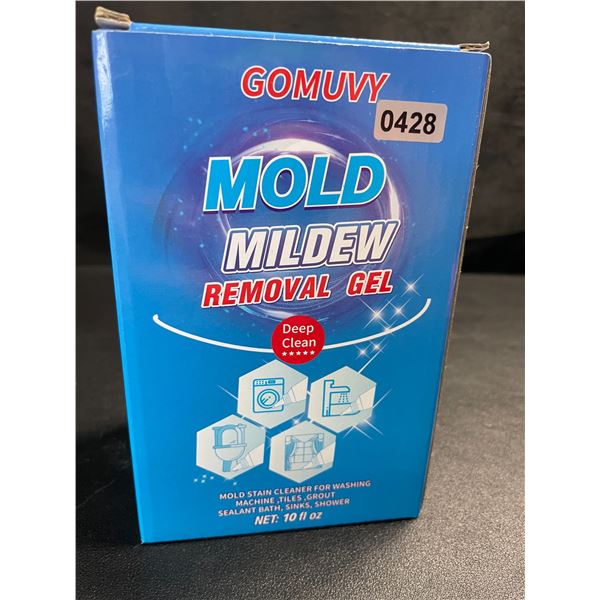 GOMUVY
0428
MOLD
MILDEW
REMOVAL GEL
Deep
Clean
MOLD STAIN CLEANER FOR WASHING
MACHINE ,TILES ,GROUT
SEALANT BATH, SINKS, SHOWER
NET: 10 fl oz